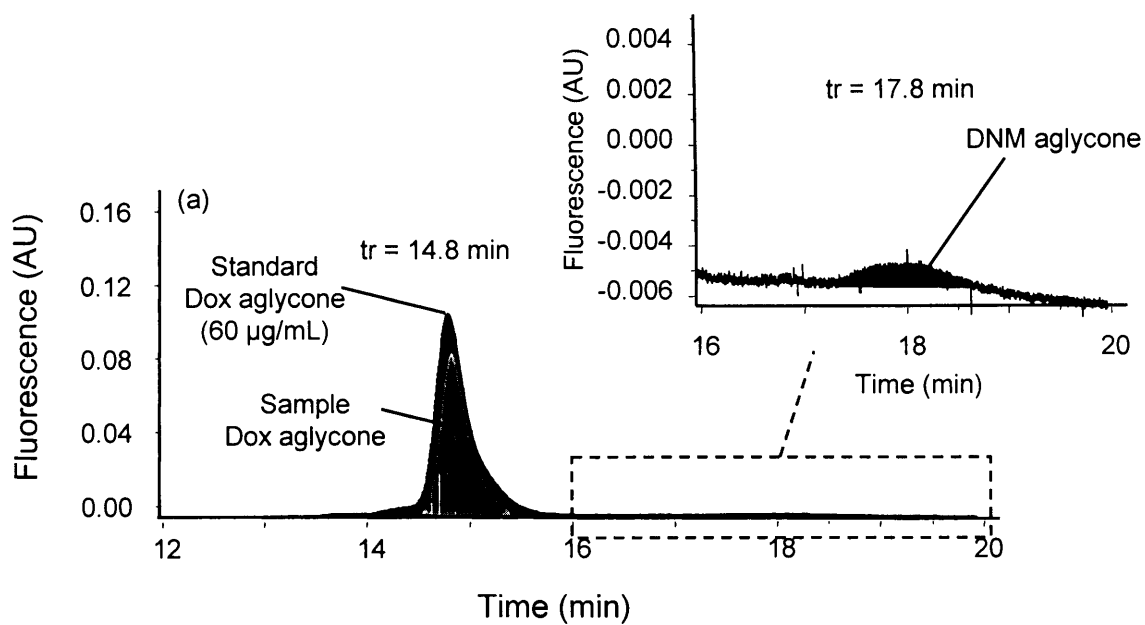 0.004
0.002
0.000
-0.002
-0.004
-0.006
Fluorescence (AU)
tr = 17.8 min
DNM aglycone
16
18
20
Time (min)
(a)
0.16
0.12
0.08
0.04
0.00
Fluorescence (AU)
tr = 14.8 min
Standard
Dox aglycone
(60 µg/mL)
Sample
Dox aglycone
12
14
16
18
20
Time (min)